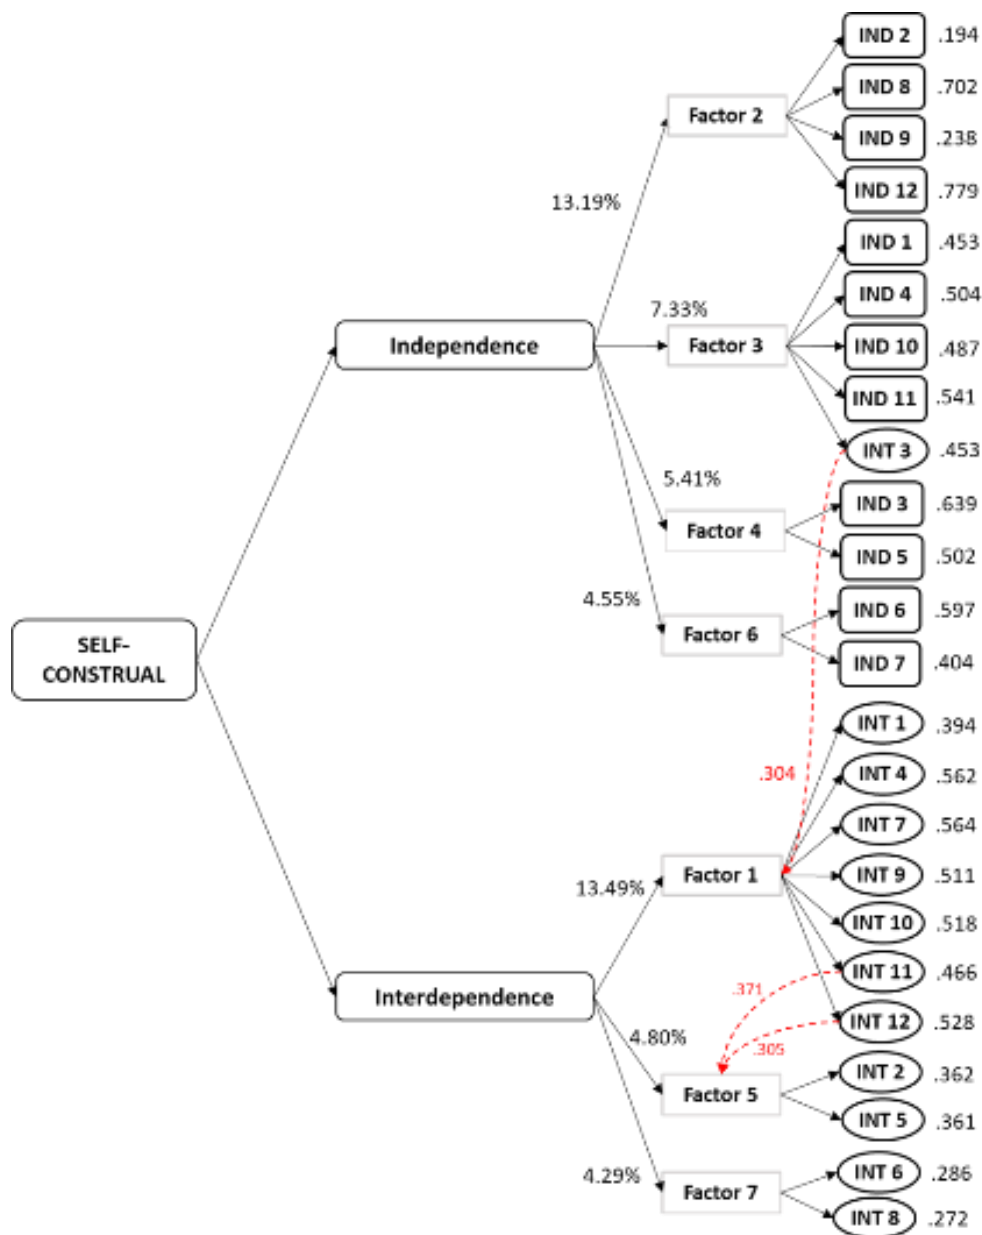 IND 2 .194
IND 8 .702
Factor 2
IND 9 .238
IND 12 .779
13.19%
IND 1 .453
IND 4 .504
7.33%
Independence
Factor 3
IND 10 .487
IND 11 .541
INT 3 .453
5.41%
IND 3 .639
Factor 4
IND 5 .502
4.55%
IND 6 .597
Factor 6
IND 7 .404
SELF-
CONSTRUAL
INT 1 .394
.304
INT 4 .562
INT 7 .564
Factor 1
INT 9 .511
13.49%
INT 10 .518
INT 11 .466
.371
Interdependence
INT 12 .528
4.80%
.305
INT 2 .362
Factor 5
INT 5 .361
4.29%
INT 6 .286
Factor 7
INT 8 .272